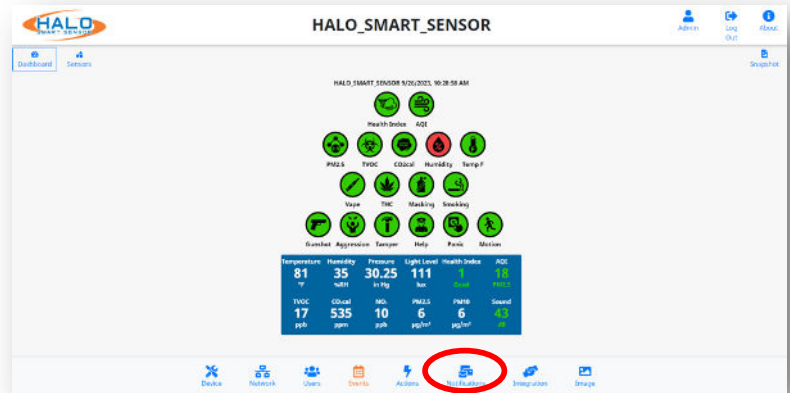 HALO
SMART SENSOR
HALO_SMART_SENSOR
Admin
Log Out
About
Dashboard
Sensors
Snapshot
HALO_SMART_SENSOR 9/26/2023, 10:28:58 AM
Health Index AQI
PM2.5 TVOC CO2cal Humidity Temp F
Vape THC Masking Smoking
Gunshot Aggression Tamper Help Panic Motion
Temperature Humidity Pressure Light Level Health Index AQI
81 35 30.25 111 1 18
°F %RH in Hg lux Good PM2.5
TVOC CO₂cal NO₂ PM2.5 PM10 Sound
17 535 10 6 6 43
ppb ppm ppb µg/m³ µg/m³ dB
Device Network Users Events Actions Notifications Integration Image